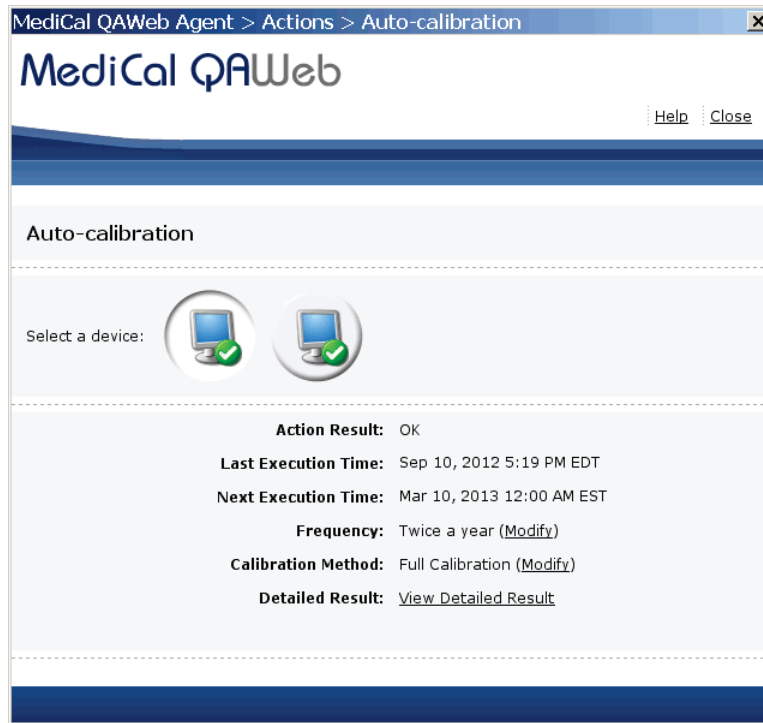 MediCal QAWeb Agent > Actions > Auto-calibration
MediCal QAWeb
Help Close
Auto-calibration
Select a device:
Action Result: OK
Last Execution Time: Sep 10, 2012 5:19 PM EDT
Next Execution Time: Mar 10, 2013 12:00 AM EST
Frequency: Twice a year (Modify)
Calibration Method: Full Calibration (Modify)
Detailed Result: View Detailed Result